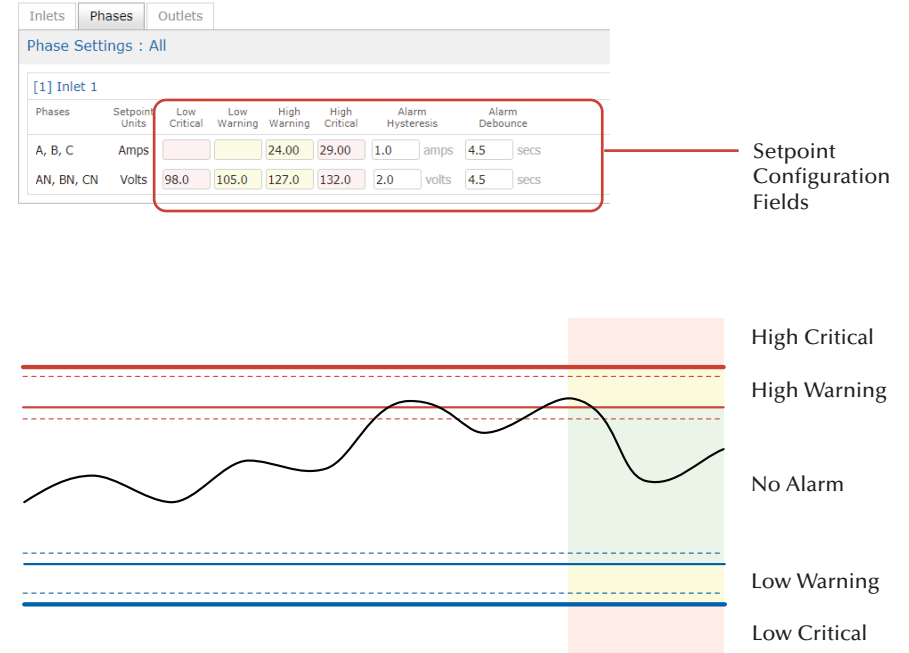 Inlets Phases Outlets
Phase Settings : All
[1] Inlet 1
Phases Setpoint Units Low Critical Low Warning High Warning High Critical Alarm Hysteresis Alarm Debounce
A, B, C Amps 24.00 29.00 1.0 amps 4.5 secs
AN, BN, CN Volts 98.0 105.0 127.0 132.0 2.0 volts 4.5 secs
Setpoint
Configuration
Fields
High Critical
High Warning
No Alarm
Low Warning
Low Critical